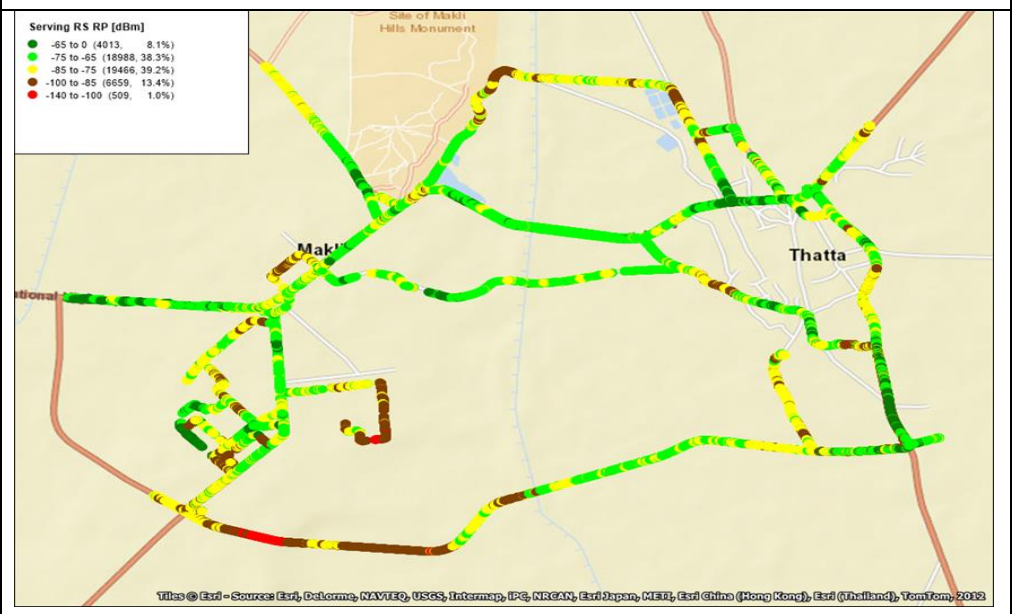 Serving RS RP [dBm]
-65 to 0 (4013, 8.1%)
-75 to -65 (18988, 38.3%)
-85 to -75 (19466, 39.2%)
-100 to -85 (6659, 13.4%)
-140 to -100 (509, 1.0%)
Site of Makli
Hills Monument
Makli
Thatta
Tiles © Esri - Source: Esri, DeLorme, NAVTEQ, USGS, Intermap, iPC, NRCAN, Esri Japan, METI, Esri China (Hong Kong), Esri (Thailand), TomTom, 2012